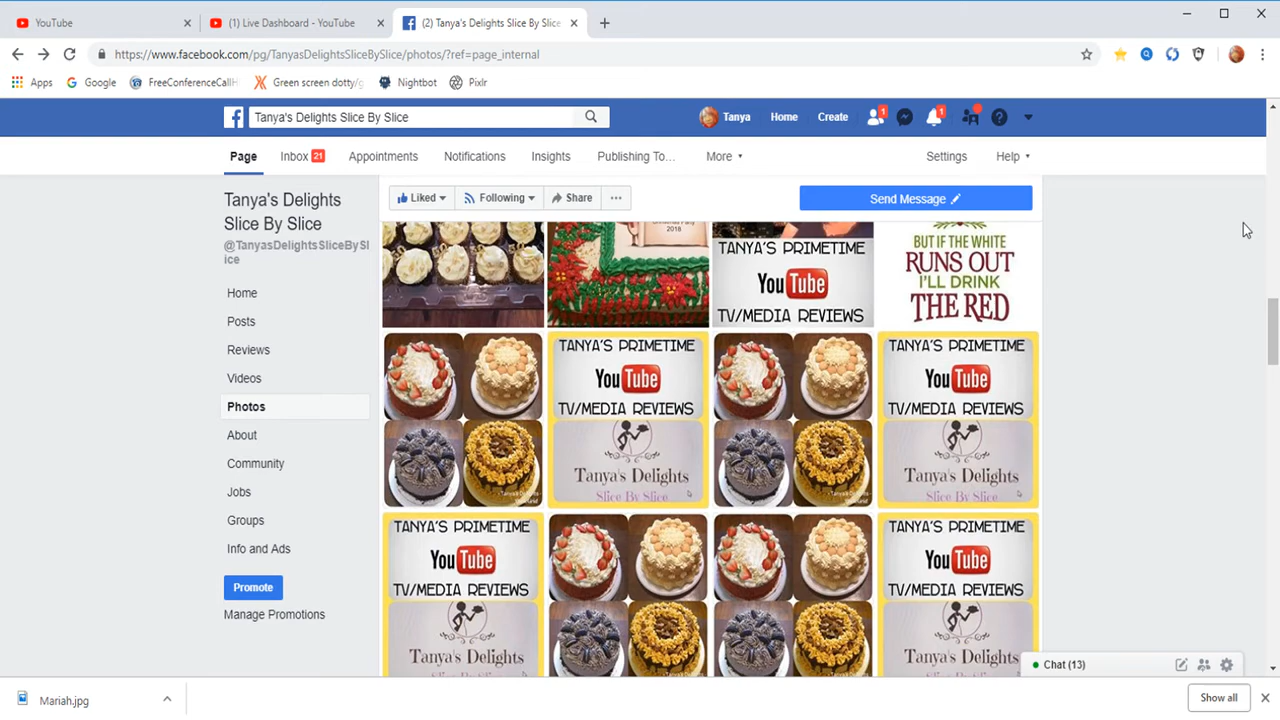 YouTube
(1) Live Dashboard - YouTube
(2) Tanya's Delights Slice By Slice
https://www.facebook.com/pg/TanyasDelightsSliceBySlice/photos/?ref=page_internal
Apps
Google
FreeConferenceCallH
Green screen dotty/g
Nightbot
Pixlr
Tanya's Delights Slice By Slice
Tanya
Home
Create
1
1
Page
Inbox 21
Appointments
Notifications
Insights
Publishing To...
More
Settings
Help
Tanya's Delights
Slice By Slice
@TanyasDelightsSliceBySl
ice
Liked
Following
Share
Send Message
Home
Posts
Reviews
Videos
Photos
About
Community
Jobs
Groups
Info and Ads
Promote
Manage Promotions
2018
TANYA'S PRIMETIME
YouTube
TV/MEDIA REVIEWS
BUT IF THE WHITE
RUNS OUT
I'LL DRINK
THE RED
TANYA'S PRIMETIME
YouTube
TV/MEDIA REVIEWS
Tanya's Delights
Slice By Slice
TANYA'S PRIMETIME
YouTube
TV/MEDIA REVIEWS
Tanya's Delights
Slice By Slice
TANYA'S PRIMETIME
YouTube
TV/MEDIA REVIEWS
Tanya's Delights
TANYA'S PRIMETIME
YouTube
TV/MEDIA REVIEWS
Tanya's Delights
Chat (13)
Mariah.jpg
Show all